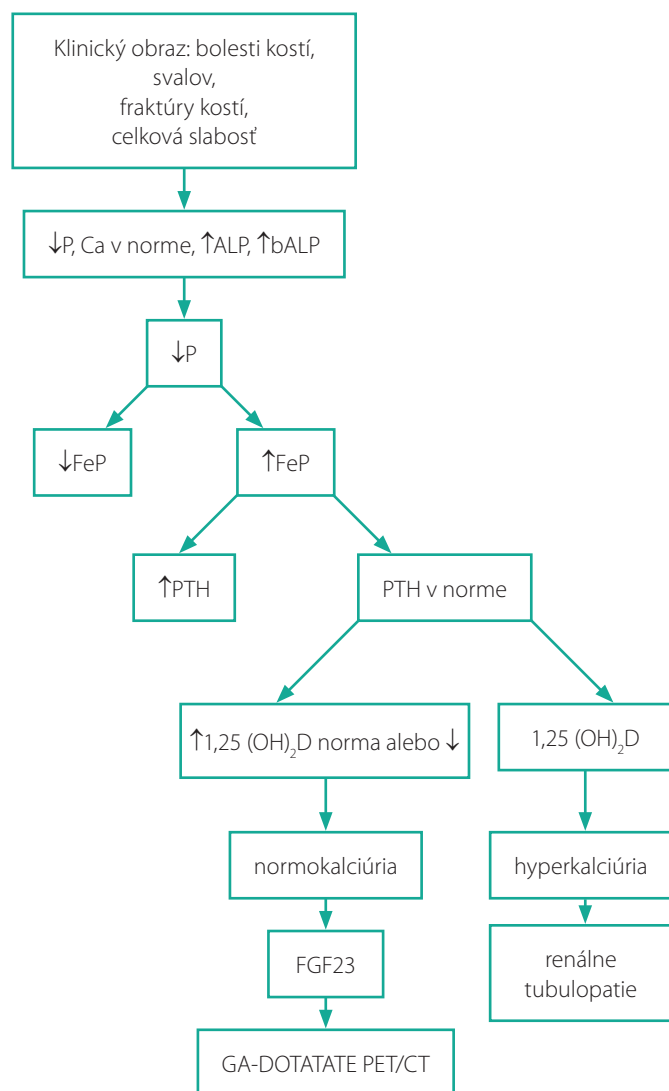 Klinický obraz: bolesti kostí,
svalov,
fraktúry kostí,
celková slabosť
↓P, Ca v norme, ↑ALP, ↑bALP
↓P
↓FeP
↑FeP
↑PTH
PTH v norme
↑1,25 (OH)₂D norma alebo ↓
1,25 (OH)₂D
normokalciúria
hyperkalciúria
FGF23
renálne
tubulopatie
GA-DOTATATE PET/CT